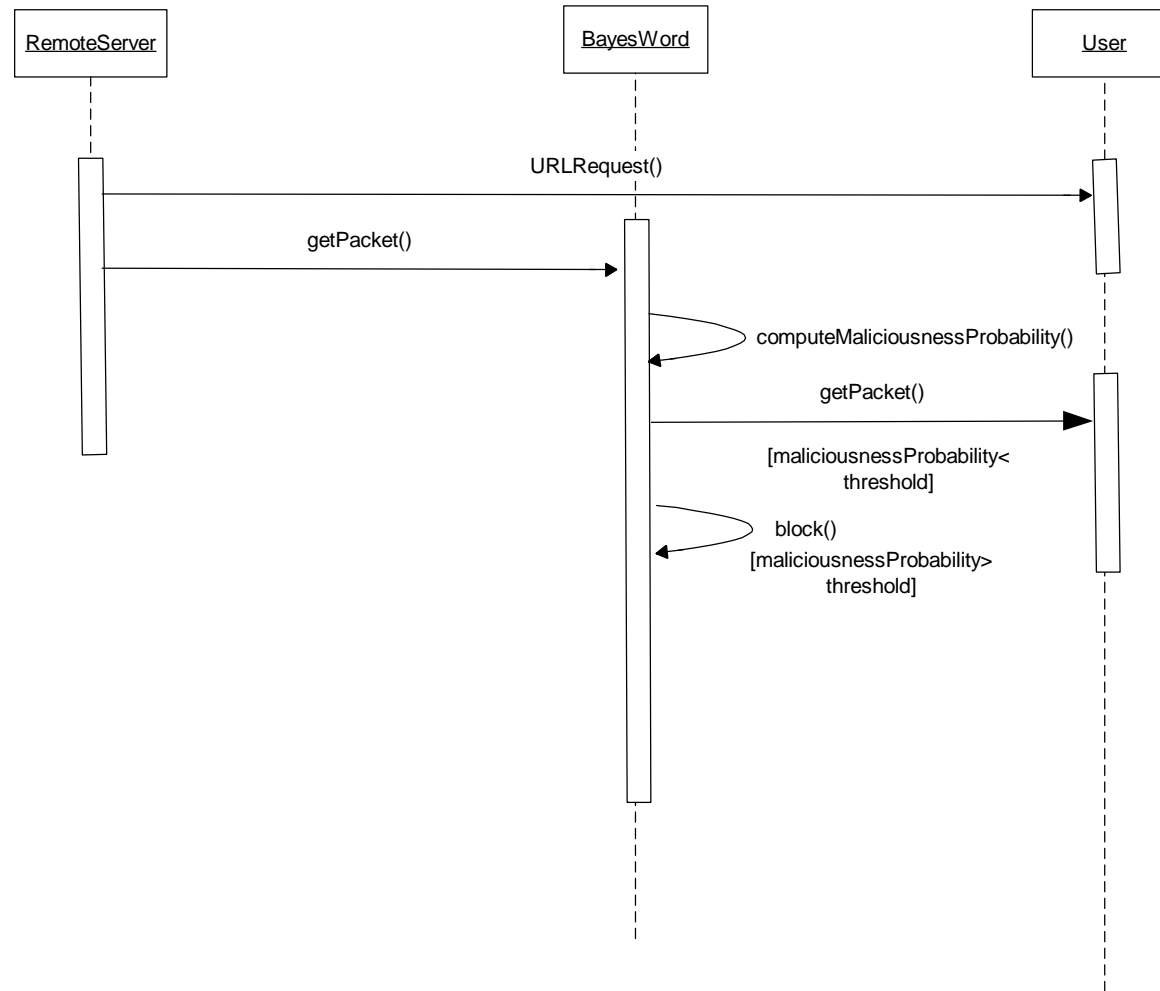 RemoteServer
BayesWord
User
URLRequest()
getPacket()
computeMaliciousnessProbability()
getPacket()
[maliciousnessProbability<
threshold]
block()
[maliciousnessProbability>
threshold]